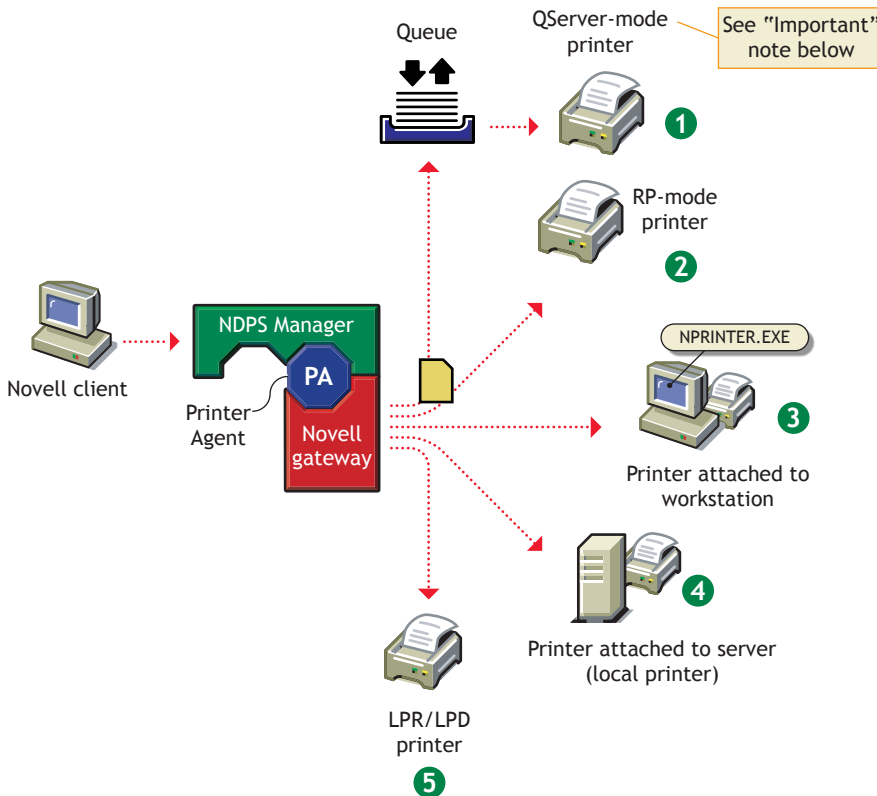 Queue
QServer-mode
printer
See “Important”
note below
1
RP-mode
printer
2
NDPS Manager
PA
Novell client
Printer
Agent
Novell
gateway
NPRINTER.EXE
3
Printer attached to
workstation
4
Printer attached to server
(local printer)
LPR/LPD
printer
5